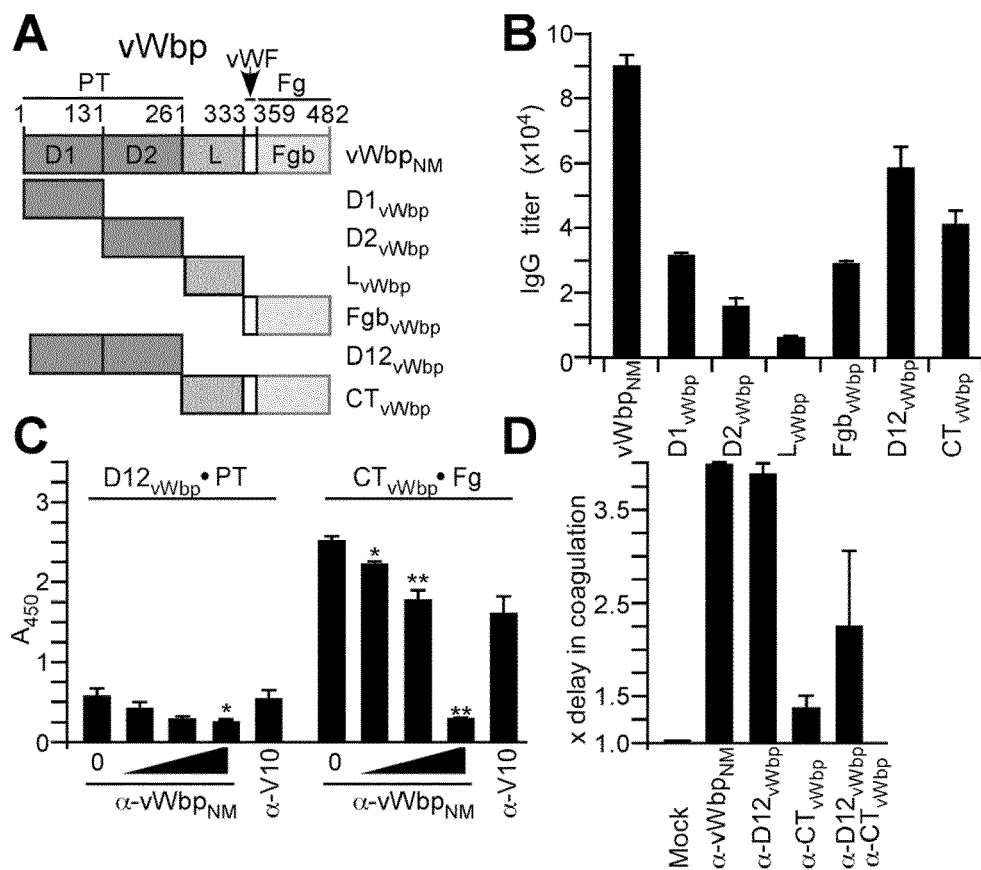 A
vWbp
vWF
PT
Fg
1 131 261 333 359 482
D1 D2 L Fgb vWbpNM
D1vWbp
D2vWbp
LvWbp
FgbvWbp
D12vWbp
CTvWbp
B
IgG titer (x10⁴)
10
8
6
4
2
0
vWbpNM
D1vWbp
D2vWbp
LvWbp
FgbvWbp
D12vWbp
CTvWbp
C
D12vWbp•PT
CTvWbp•Fg
A450
3
2
1
0
*
*
**
**
0
α-vWbpNM
α-V10
0
α-vWbpNM
α-V10
D
x delay in coagulation
3.5
2.5
1.5
1.0
Mock
α-vWbpNM
α-D12vWbp
α-CTvWbp
α-D12vWbp
α-CTvWbp